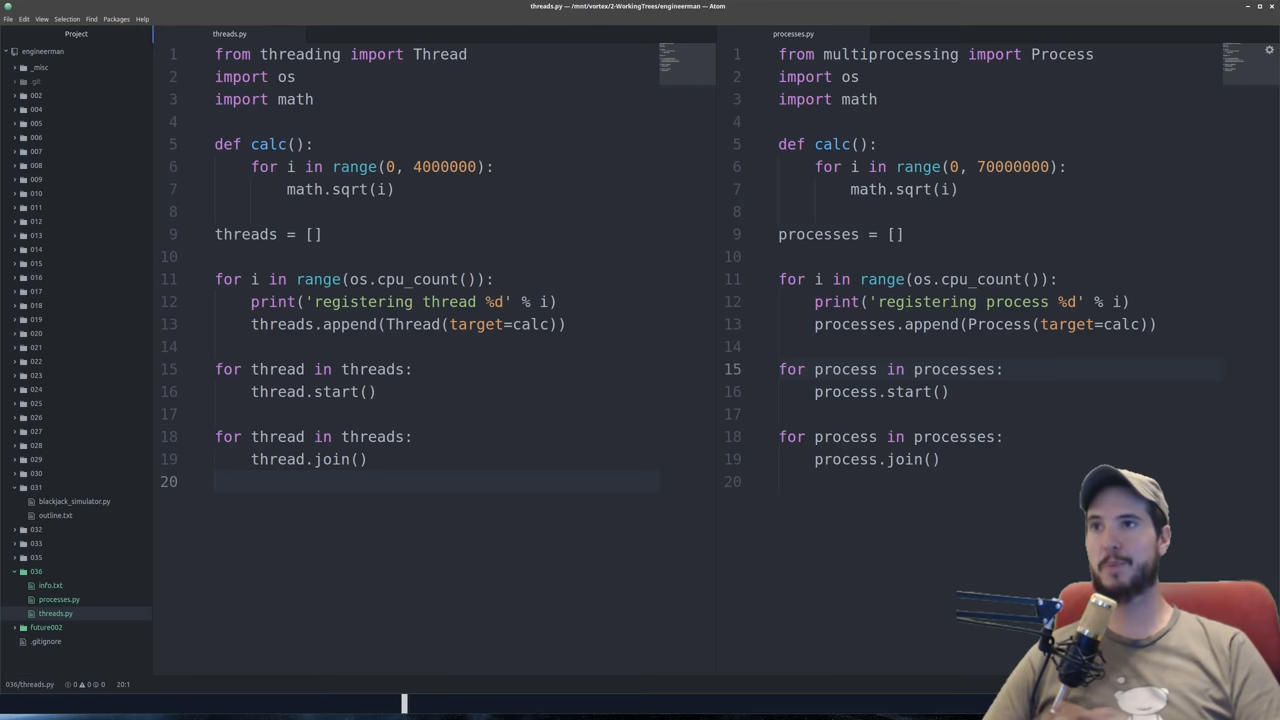 threads.py — /mnt/vortex/2-WorkingTrees/engineerman — Atom
File Edit View Selection Find Packages Help
Project
engineerman
_misc
.git
002
004
005
006
007
008
009
010
011
012
013
014
015
016
017
018
019
020
021
022
023
024
025
026
027
028
029
030
031
blackjack_simulator.py
outline.txt
032
033
035
036
info.txt
processes.py
threads.py
future002
.gitignore
threads.py
1 from threading import Thread
2 import os
3 import math
4
5 def calc():
6     for i in range(0, 4000000):
7         math.sqrt(i)
8
9 threads = []
10
11 for i in range(os.cpu_count()):
12     print('registering thread %d' % i)
13     threads.append(Thread(target=calc))
14
15 for thread in threads:
16     thread.start()
17
18 for thread in threads:
19     thread.join()
20
processes.py
1 from multiprocessing import Process
2 import os
3 import math
4
5 def calc():
6     for i in range(0, 70000000):
7         math.sqrt(i)
8
9 processes = []
10
11 for i in range(os.cpu_count()):
12     print('registering process %d' % i)
13     processes.append(Process(target=calc))
14
15 for process in processes:
16     process.start()
17
18 for process in processes:
19     process.join()
20
036/threads.py 0 0 0 20:1